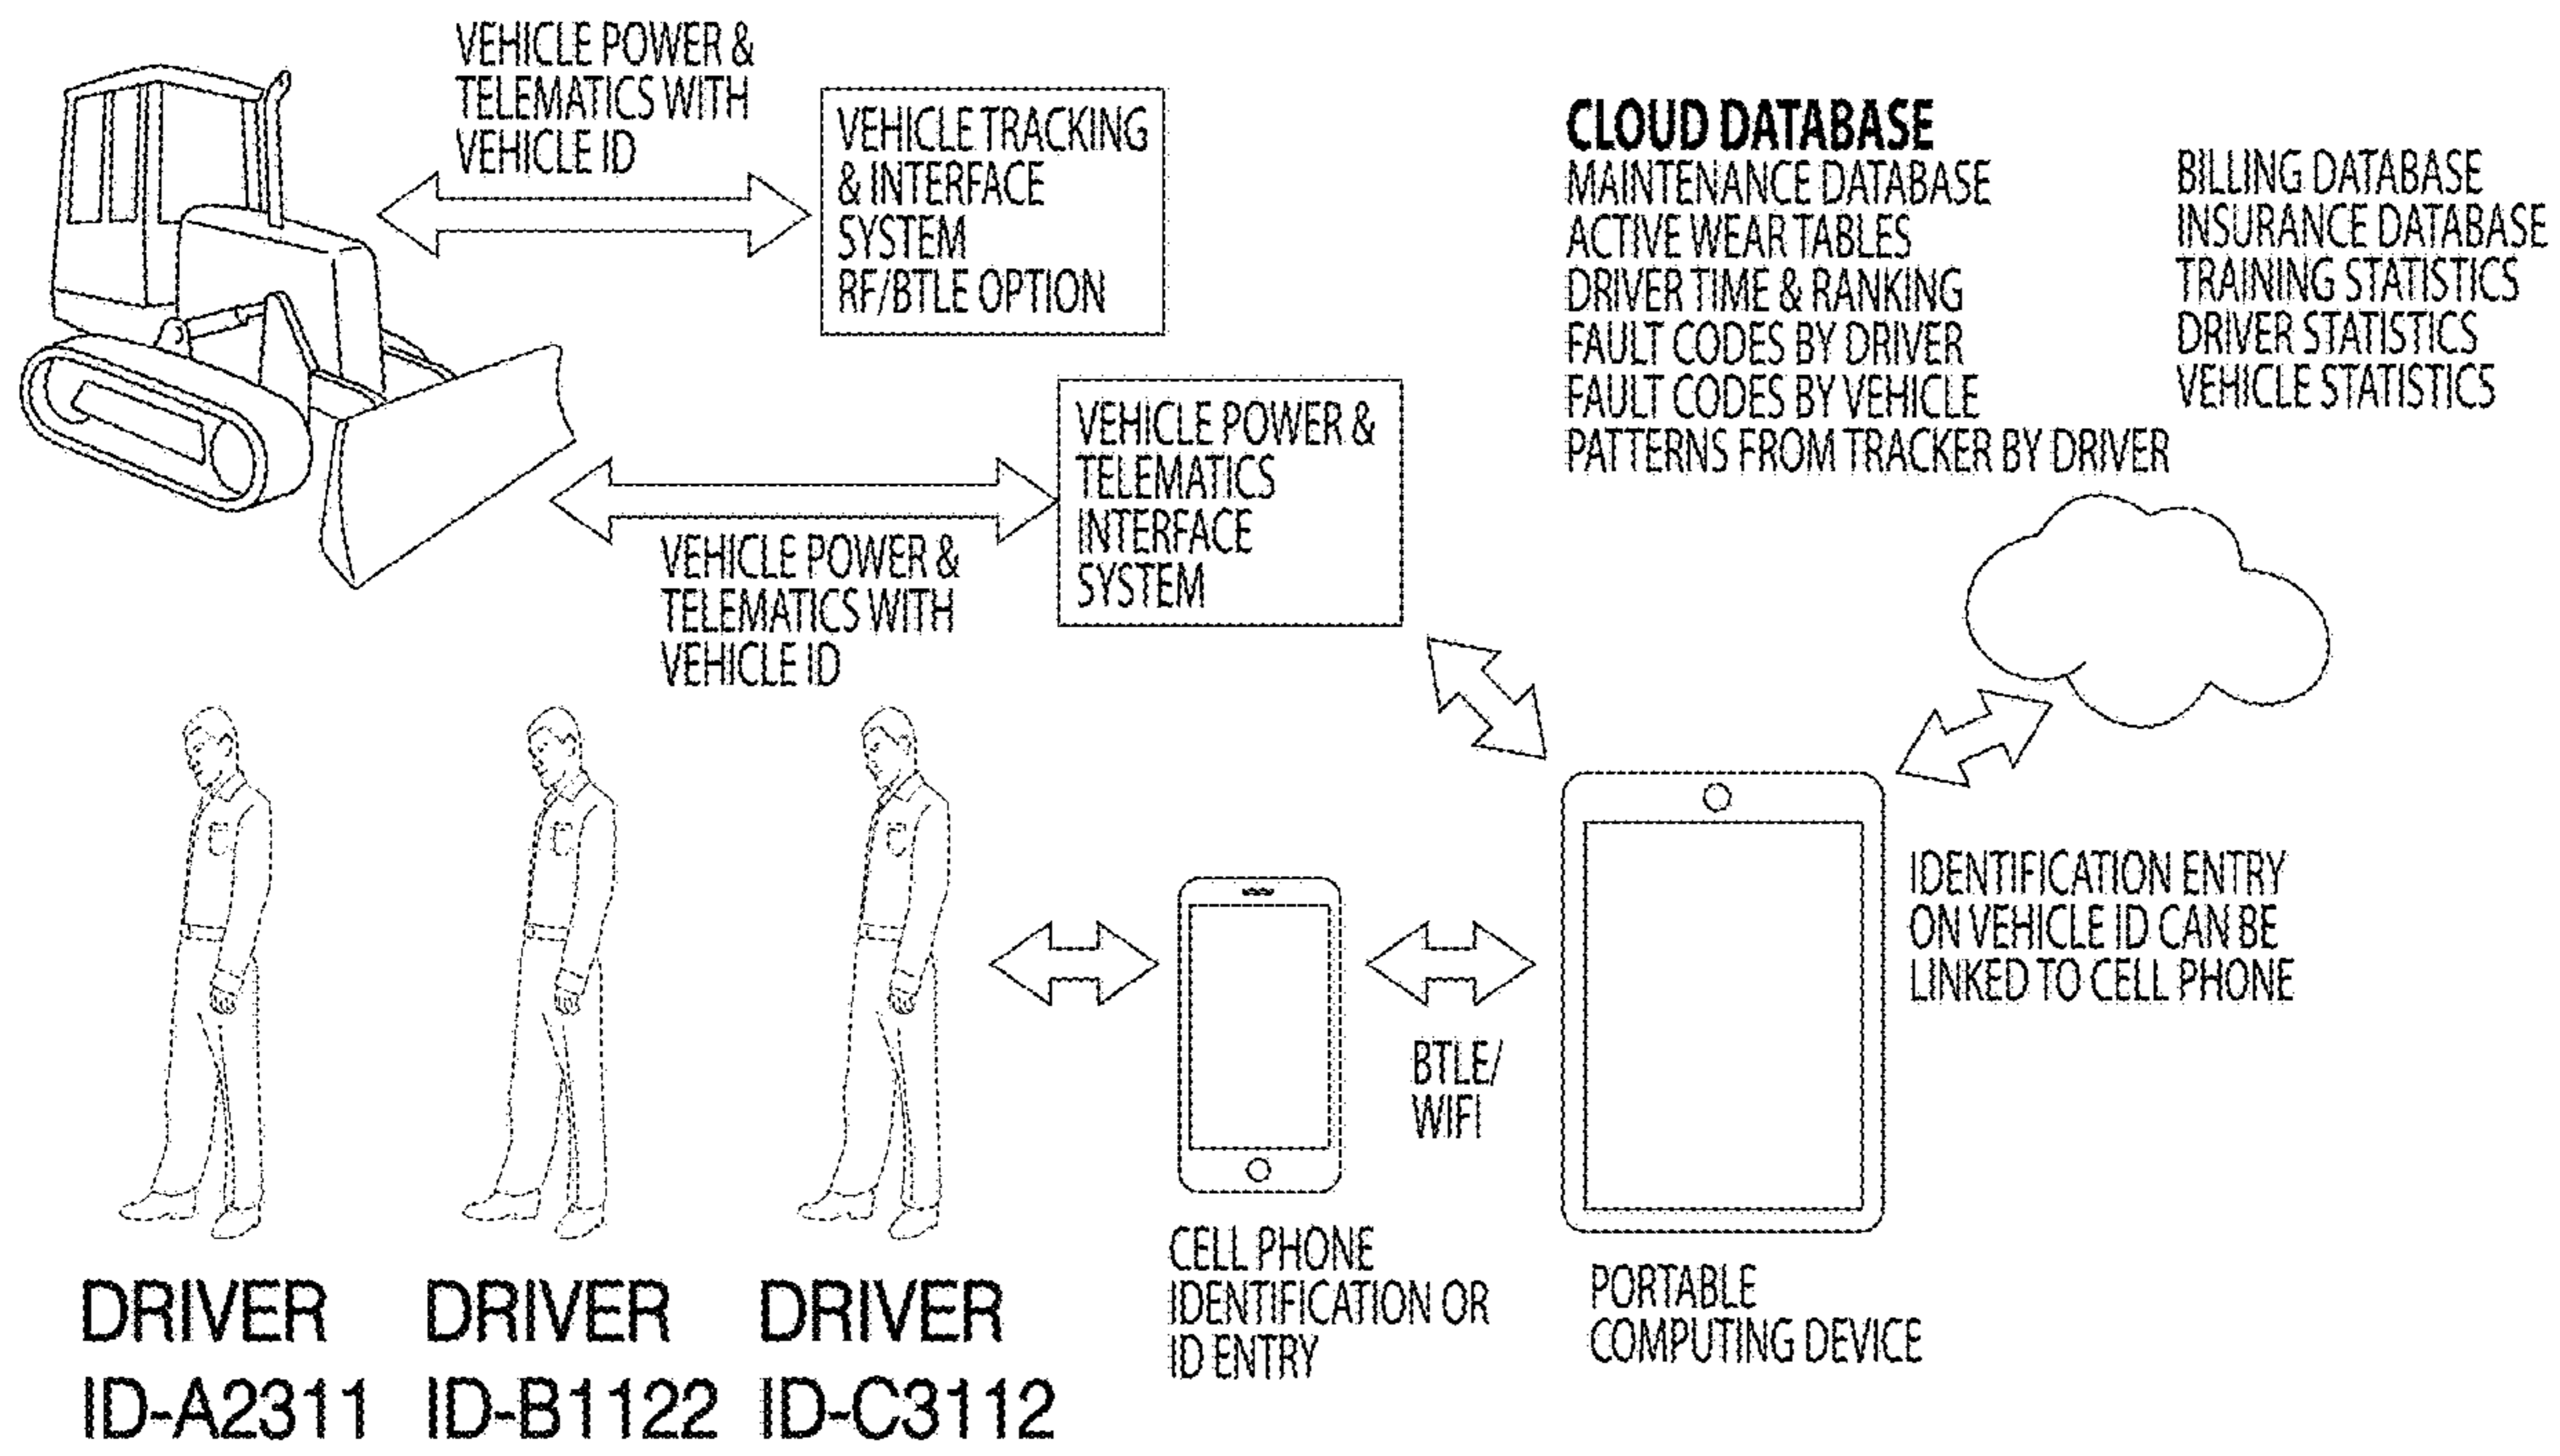 VEHICLE POWER &
TELEMATICS WITH
VEHICLE ID
VEHICLE TRACKING
& INTERFACE
SYSTEM
RF/BTLE OPTION
CLOUD DATABASE
MAINTENANCE DATABASE
ACTIVE WEAR TABLES
DRIVER TIME & RANKING
FAULT CODES BY DRIVER
FAULT CODES BY VEHICLE
PATTERNS FROM TRACKER BY DRIVER
BILLING DATABASE
INSURANCE DATABASE
TRAINING STATISTICS
DRIVER STATISTICS
VEHICLE STATISTICS
VEHICLE POWER &
TELEMATICS
INTERFACE
SYSTEM
VEHICLE POWER &
TELEMATICS WITH
VEHICLE ID
IDENTIFICATION ENTRY
ON VEHICLE ID CAN BE
LINKED TO CELL PHONE
BTLE/
WIFI
CELL PHONE
IDENTIFICATION OR
ID ENTRY
PORTABLE
COMPUTING DEVICE
DRIVER
ID-A2311
DRIVER
ID-B1122
DRIVER
ID-C3112